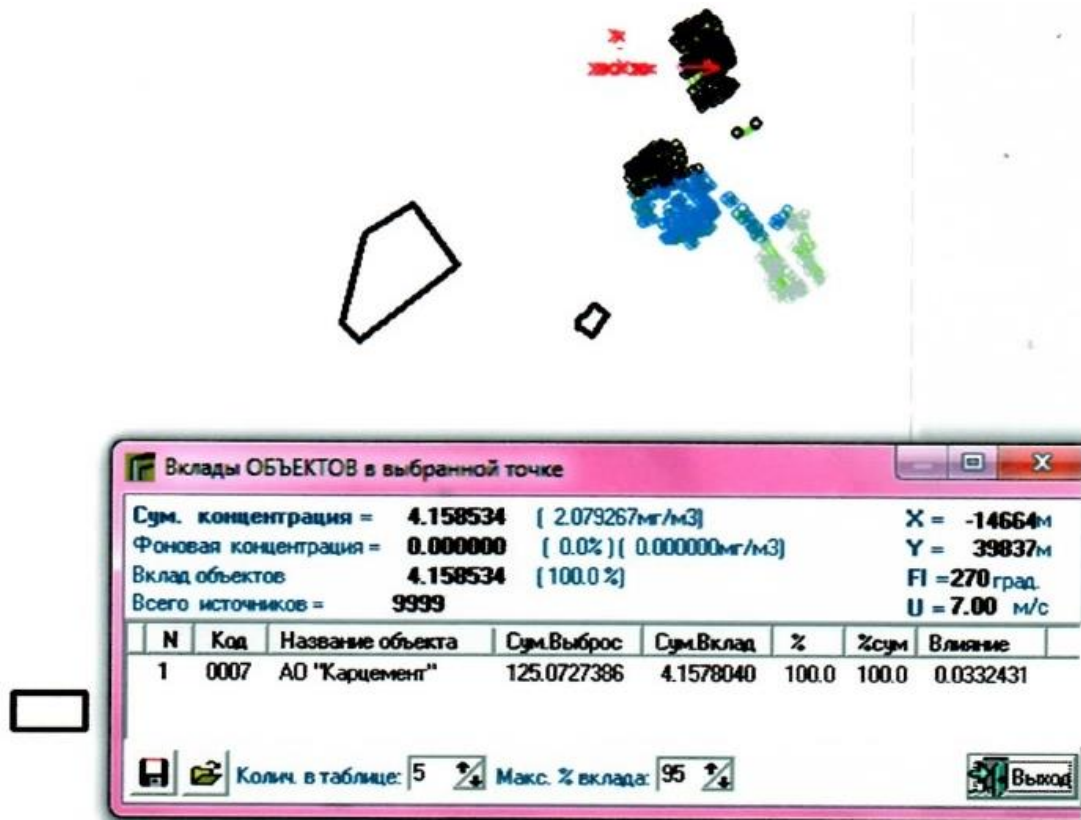 Вклады ОБЪЕКТОВ в выбранной точке
Сум. концентрация = 4.158534 ( 2.079267мг/м3) X = -14664м
Фоновая концентрация = 0.000000 ( 0.0% )( 0.000000мг/м3) Y = 39837м
Вклад объектов 4.158534 (100.0 %) FI =270 град.
Всего источников = 9999 U = 7.00 м/с
N Код Название объекта Сум.Выброс Сум.Вклад % %сум Влияние
1 0007 АО "Карцемент" 125.0727386 4.1578040 100.0 100.0 0.0332431
Колич. в таблице: 5 Макс. % вклада: 95 Выход